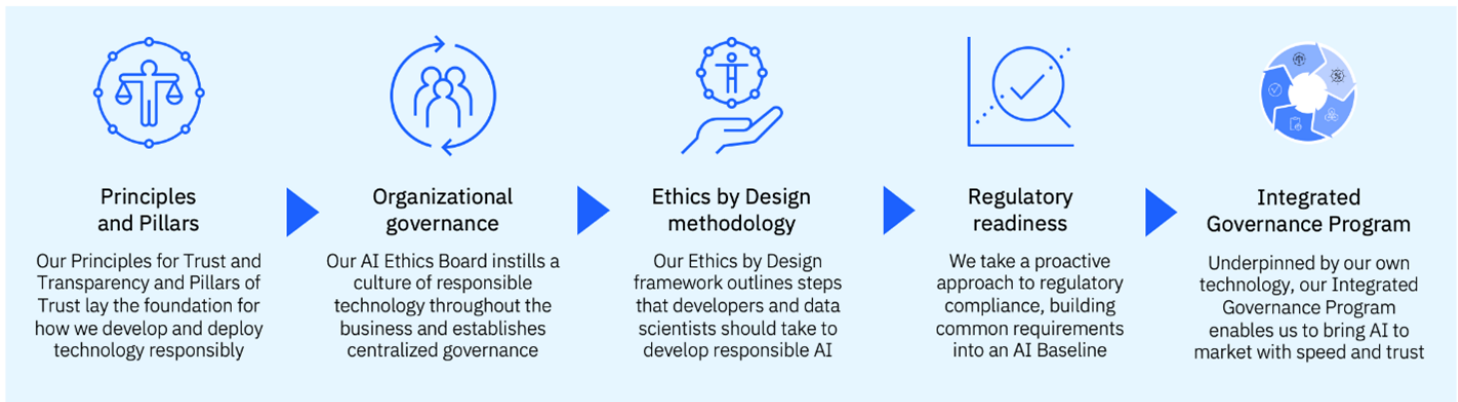 Principles
and Pillars
Our Principles for Trust and
Transparency and Pillars of
Trust lay the foundation for
how we develop and deploy
technology responsibly
Organizational
governance
Our AI Ethics Board instills a
culture of responsible
technology throughout the
business and establishes
centralized governance
Ethics by Design
methodology
Our Ethics by Design
framework outlines steps
that developers and data
scientists should take to
develop responsible AI
Regulatory
readiness
We take a proactive
approach to regulatory
compliance, building
common requirements
into an AI Baseline
Integrated
Governance Program
Underpinned by our own
technology, our Integrated
Governance Program
enables us to bring AI to
market with speed and trust